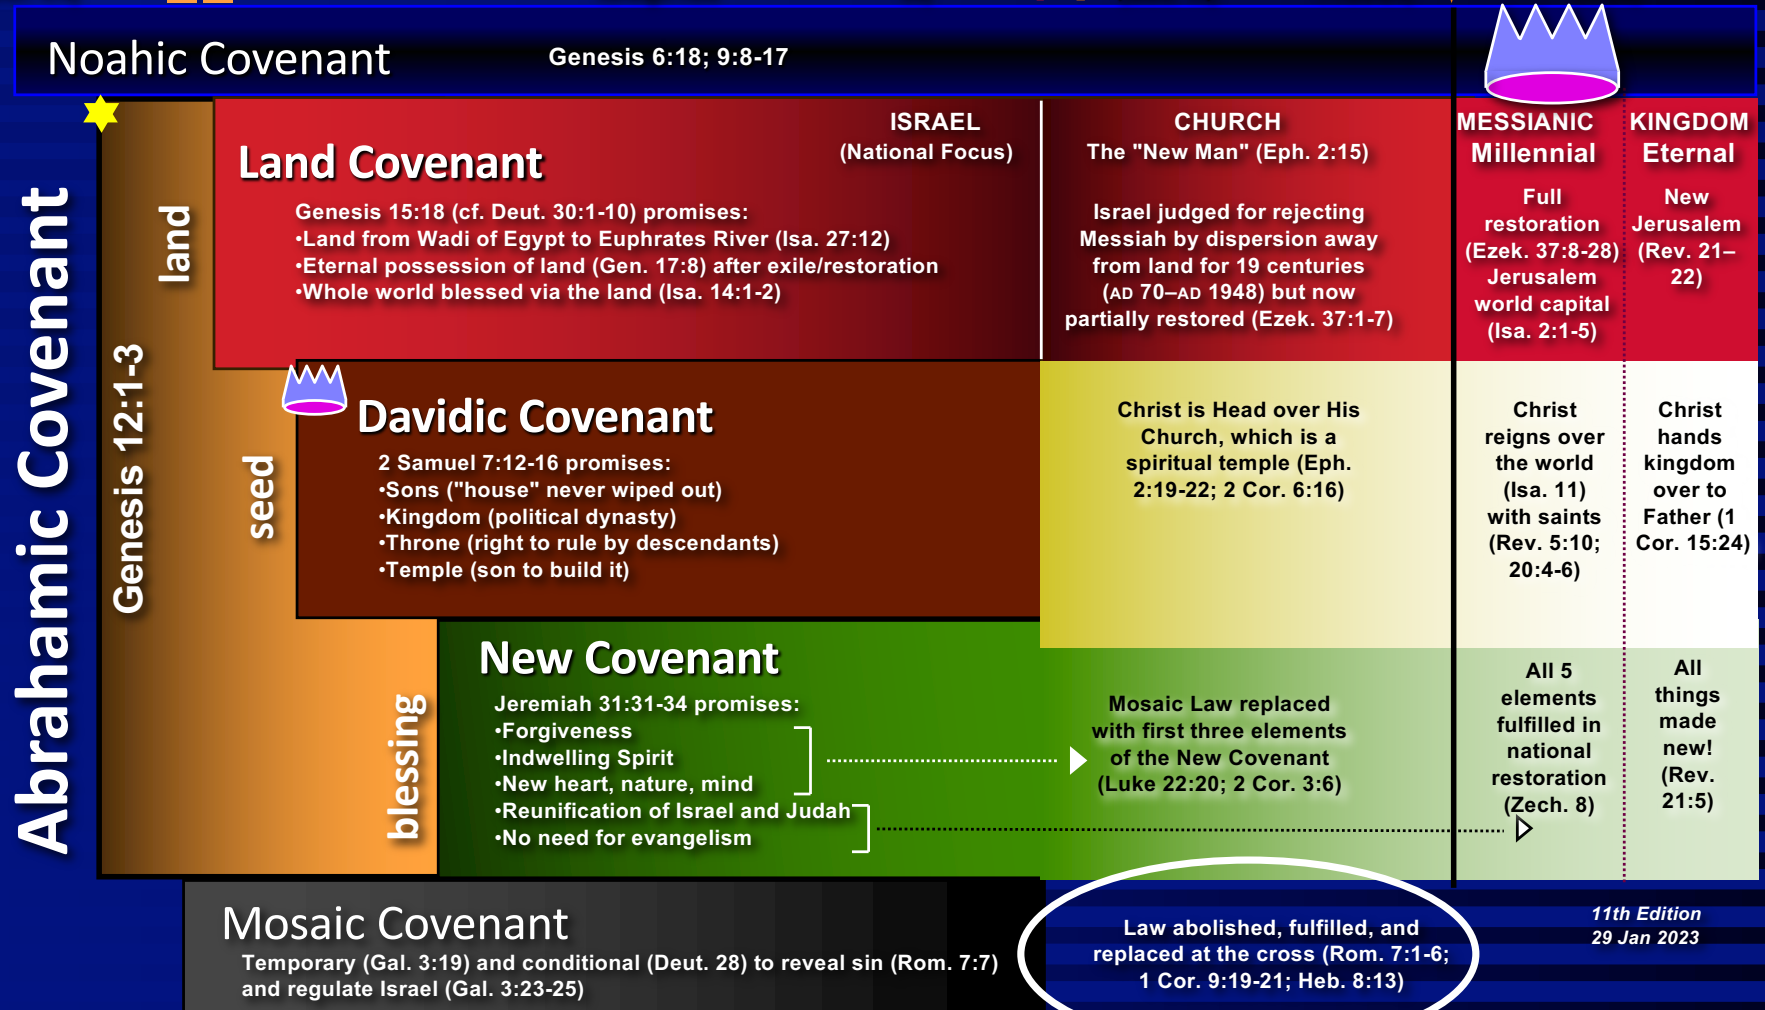 Noahic Covenant
Genesis 6:18; 9:8-17
Abrahamic Covenant
Genesis 12:1-3
land
seed
blessing
Land Covenant
Genesis 15:18 (cf. Deut. 30:1-10) promises:
•Land from Wadi of Egypt to Euphrates River (Isa. 27:12)
•Eternal possession of land (Gen. 17:8) after exile/restoration
•Whole world blessed via the land (Isa. 14:1-2)
ISRAEL
(National Focus)
CHURCH
The "New Man" (Eph. 2:15)
Israel judged for rejecting
Messiah by dispersion away
from land for 19 centuries
(AD 70–AD 1948) but now
partially restored (Ezek. 37:1-7)
MESSIANIC
Millennial
Full
restoration
(Ezek. 37:8-28)
Jerusalem
world capital
(Isa. 2:1-5)
KINGDOM
Eternal
New
Jerusalem
(Rev. 21–
22)
Davidic Covenant
2 Samuel 7:12-16 promises:
•Sons ("house" never wiped out)
•Kingdom (political dynasty)
•Throne (right to rule by descendants)
•Temple (son to build it)
Christ is Head over His
Church, which is a
spiritual temple (Eph.
2:19-22; 2 Cor. 6:16)
Christ
reigns over
the world
(Isa. 11)
with saints
(Rev. 5:10;
20:4-6)
Christ
hands
kingdom
over to
Father (1
Cor. 15:24)
New Covenant
Jeremiah 31:31-34 promises:
•Forgiveness
•Indwelling Spirit
•New heart, nature, mind
•Reunification of Israel and Judah
•No need for evangelism
Mosaic Law replaced
with first three elements
of the New Covenant
(Luke 22:20; 2 Cor. 3:6)
All 5
elements
fulfilled in
national
restoration
(Zech. 8)
All
things
made
new!
(Rev.
21:5)
Mosaic Covenant
Temporary (Gal. 3:19) and conditional (Deut. 28) to reveal sin (Rom. 7:7)
and regulate Israel (Gal. 3:23-25)
Law abolished, fulfilled, and
replaced at the cross (Rom. 7:1-6;
1 Cor. 9:19-21; Heb. 8:13)
11th Edition
29 Jan 2023